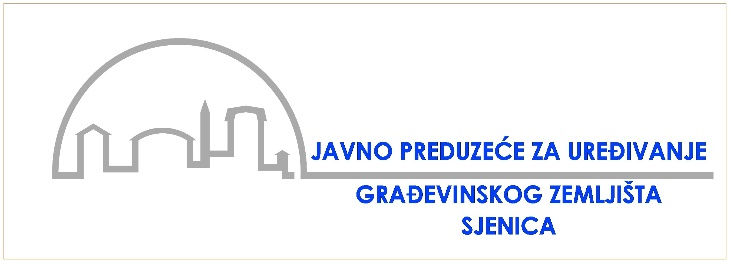 JAVNO PREDUZEĆE ZA UREĐIVANJE
GRAĐEVINSKOG ZEMLJIŠTA
SJENICA